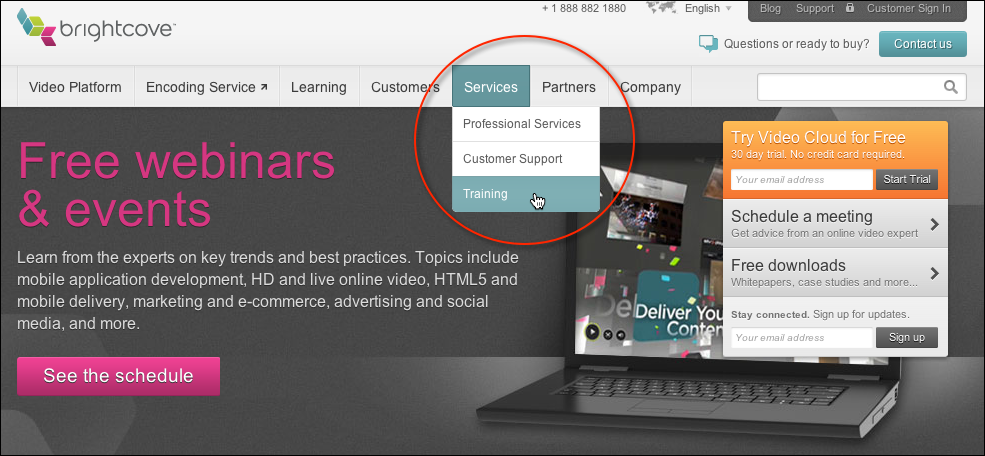 + 1 888 882 1880 English Blog Support Customer Sign In
brightcove
Questions or ready to buy? Contact us
Video Platform Encoding Service Learning Customers Services Partners Company
Professional Services
Customer Support
Training
Free webinars
& events
Learn from the experts on key trends and best practices. Topics include
mobile application development, HD and live online video, HTML5 and
mobile delivery, marketing and e-commerce, advertising and social
media, and more.
See the schedule
Deliver You
Conten
Try Video Cloud for Free
30 day trial. No credit card required.
Your email address Start Trial
Schedule a meeting
Get advice from an online video expert
Free downloads
Whitepapers, case studies and more...
Stay connected. Sign up for updates.
Your email address Sign up